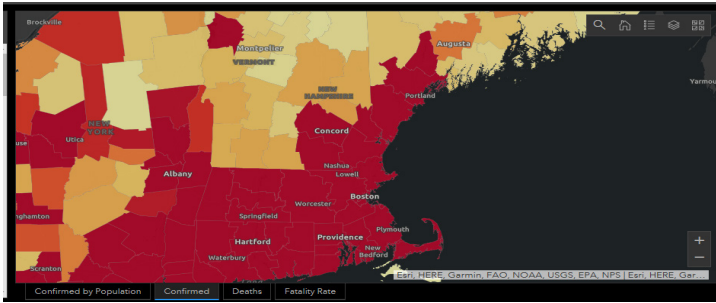 Brockville
Montpelier
VERMONT
Augusta
Yarmou
NEW
HAMPSHIRE
Portland
NEW
YORK
Utica
use
Concord
Nashua
Lowell
Albany
Worcester
Boston
nghamton
Springfield
Plymouth
Hartford
Providence
New
Bedford
Waterbury
Scranton
+
−
Esri, HERE, Garmin, FAO, NOAA, USGS, EPA, NPS | Esri, HERE, Gar...
Confirmed by Population Confirmed Deaths Fatality Rate